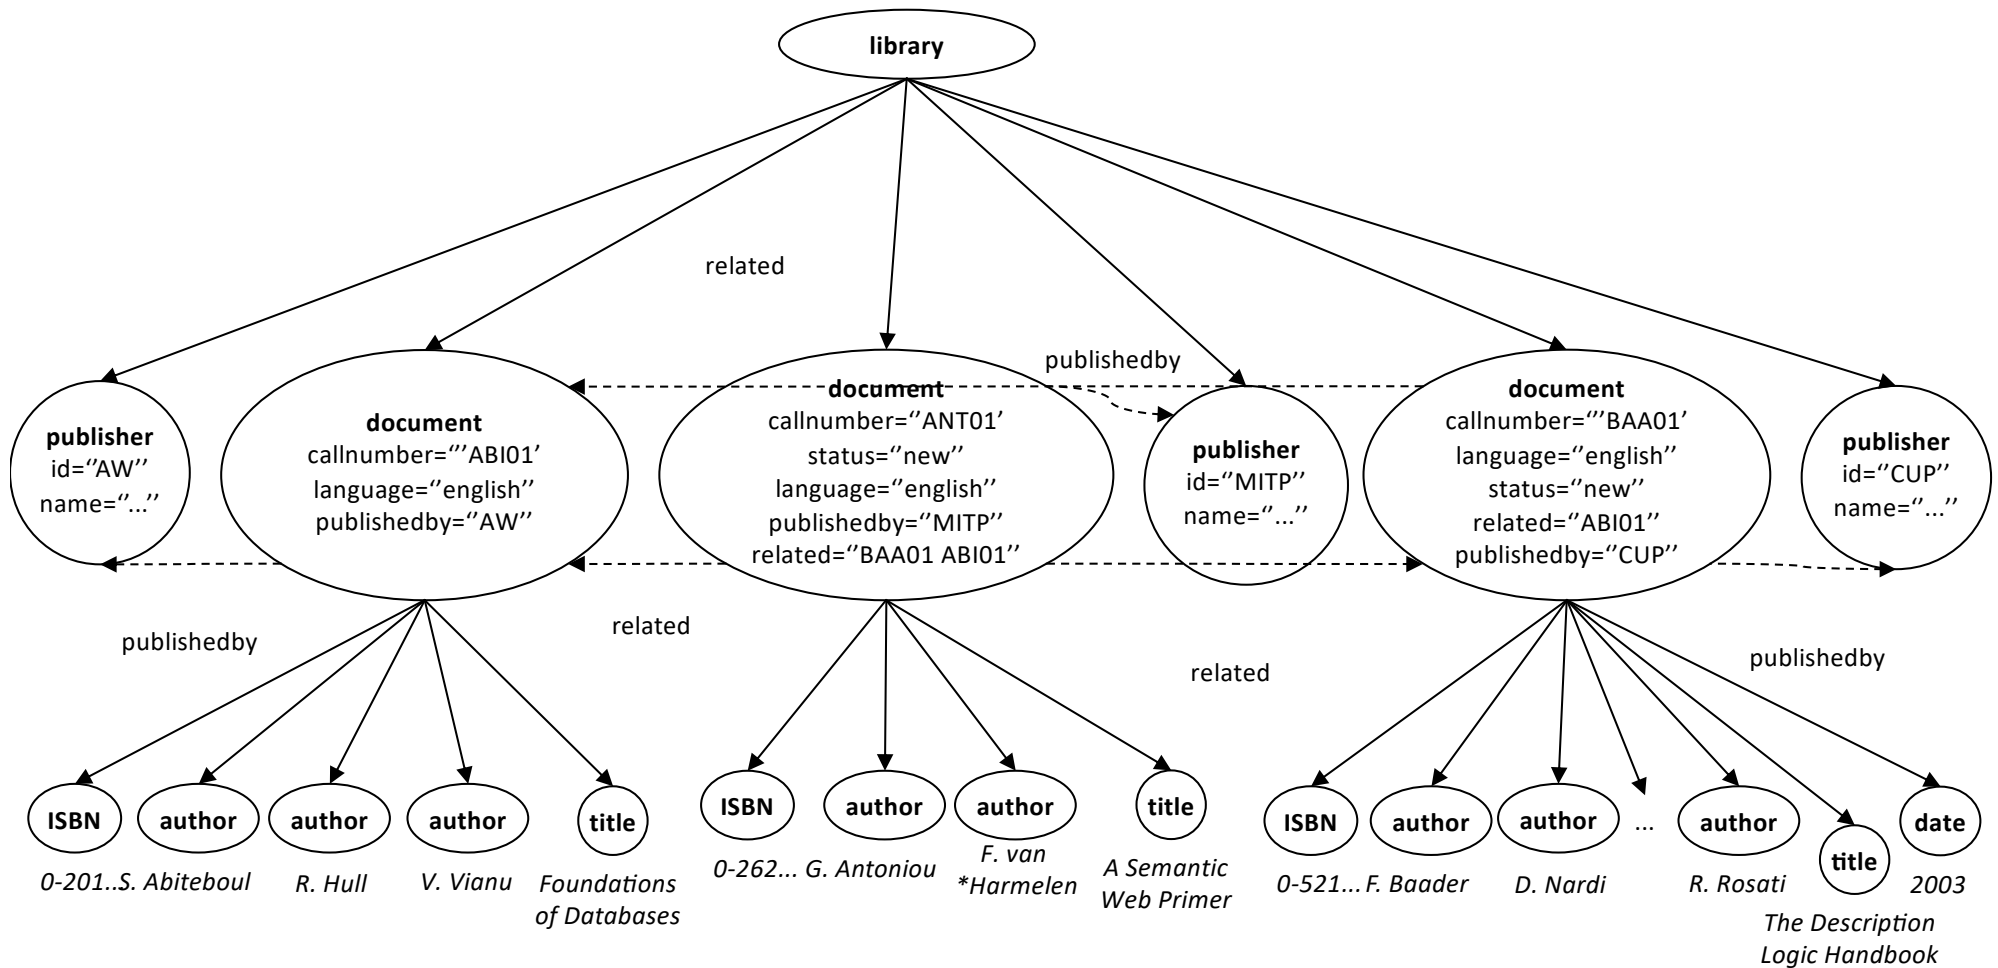 library
related
publishedby
publisher
id=‘’AW’’
name=‘’...’’
document
callnumber=‘’’ABI01’
language=‘’english’’
publishedby=‘’AW’’
document
callnumber=‘’ANT01’
status=‘’new’’
language=‘’english’’
publishedby=‘’MITP’’
related=‘’BAA01 ABI01’’
publisher
id=‘’MITP’’
name=‘’...’’
document
callnumber=‘’’BAA01’
language=‘’english’’
status=‘’new’’
related=‘’ABI01’’
publishedby=‘’CUP’’
publisher
id=‘’CUP’’
name=‘’...’’
publishedby
related
related
publishedby
ISBN
author
author
author
title
ISBN
author
author
title
ISBN
author
author
...
author
title
date
0-201...
S. Abiteboul
R. Hull
V. Vianu
Foundations
of Databases
0-262...
G. Antoniou
F. van
*Harmelen
A Semantic
Web Primer
0-521...
F. Baader
D. Nardi
R. Rosati
The Description
Logic Handbook
2003